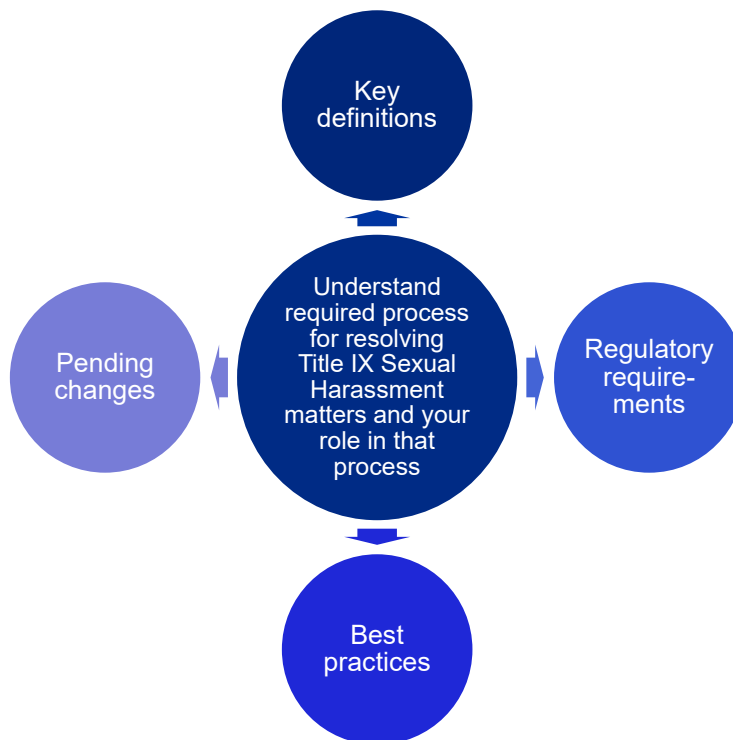 Key
definitions
Understand
required process
for resolving
Title IX Sexual
Harassment
matters and your
role in that
process
Pending
changes
Regulatory
require-
ments
Best
practices